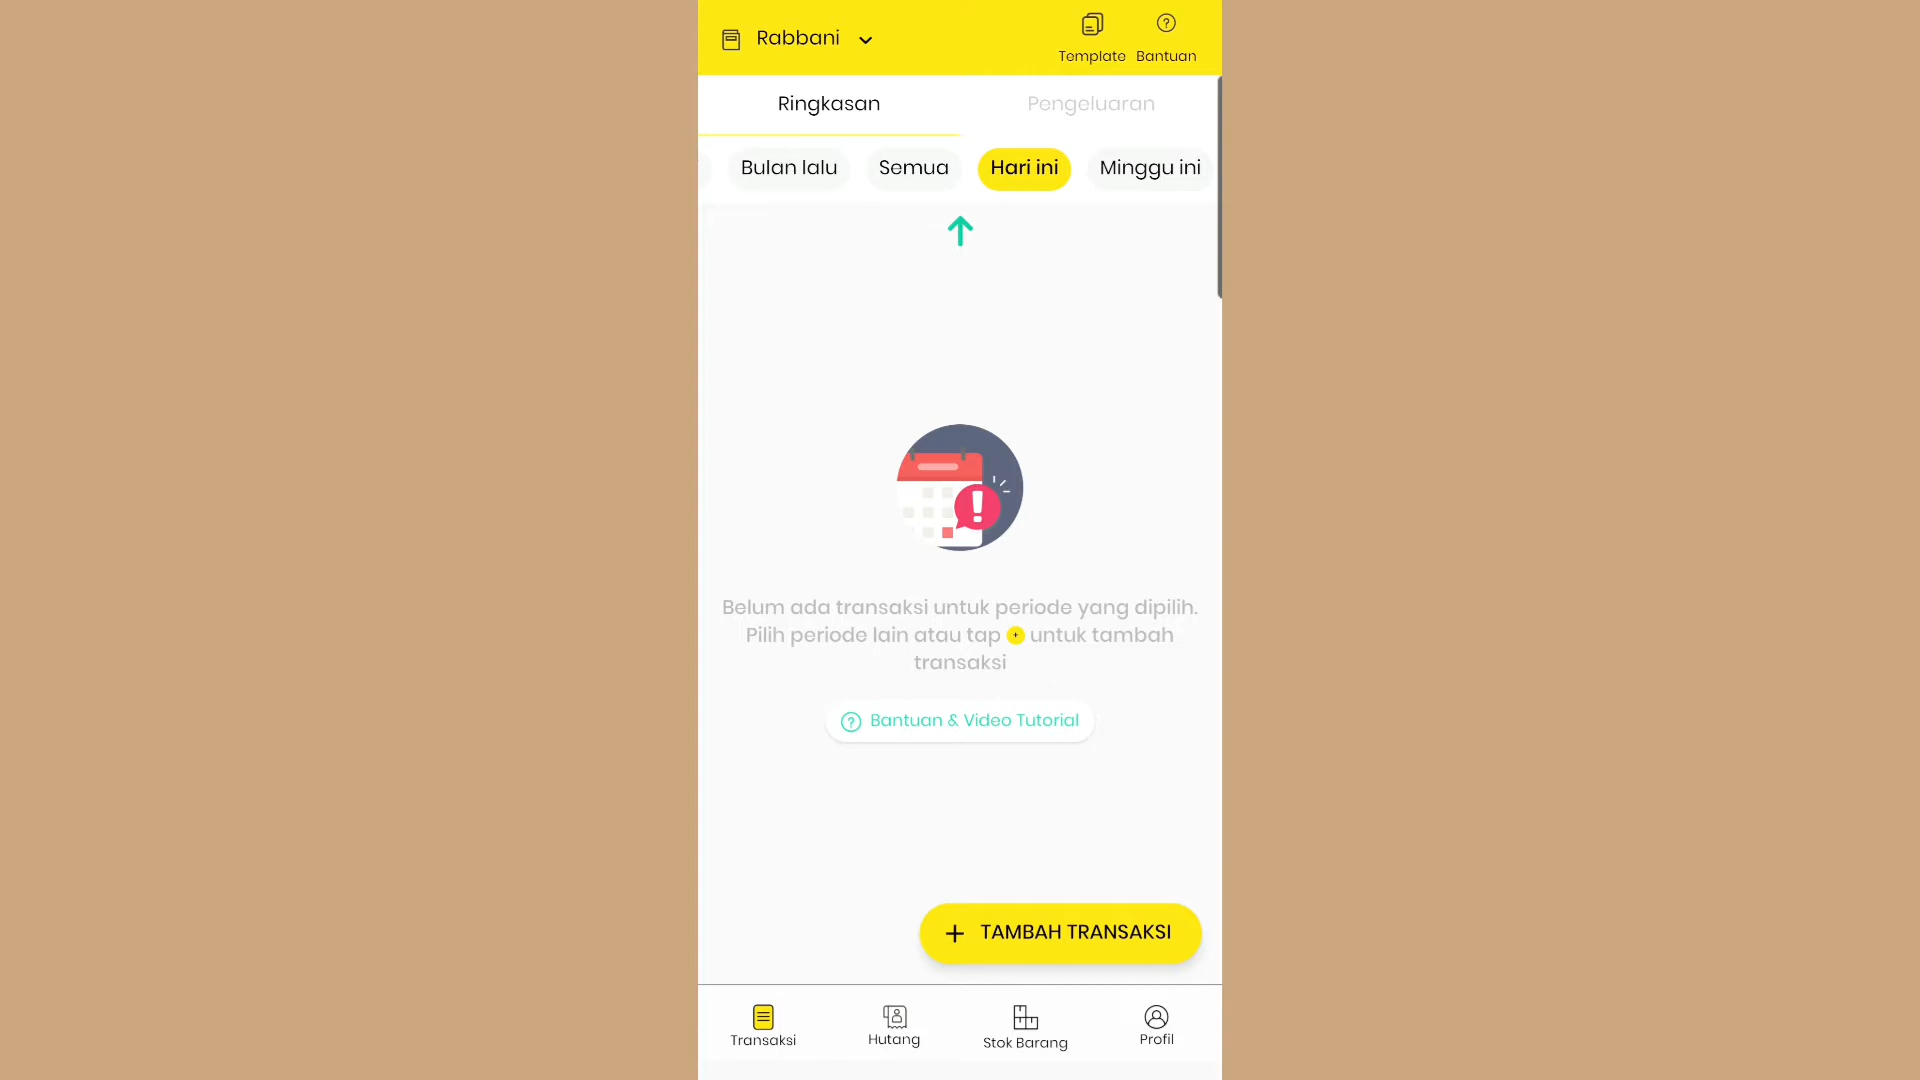 Rabbani
Template
Bantuan
Ringkasan
Pengeluaran
Bulan lalu
Semua
Hari ini
Minggu ini
Belum ada transaksi untuk periode yang dipilih.
Pilih periode lain atau tap + untuk tambah
transaksi
Bantuan & Video Tutorial
+ TAMBAH TRANSAKSI
Transaksi
Hutang
Stok Barang
Profil